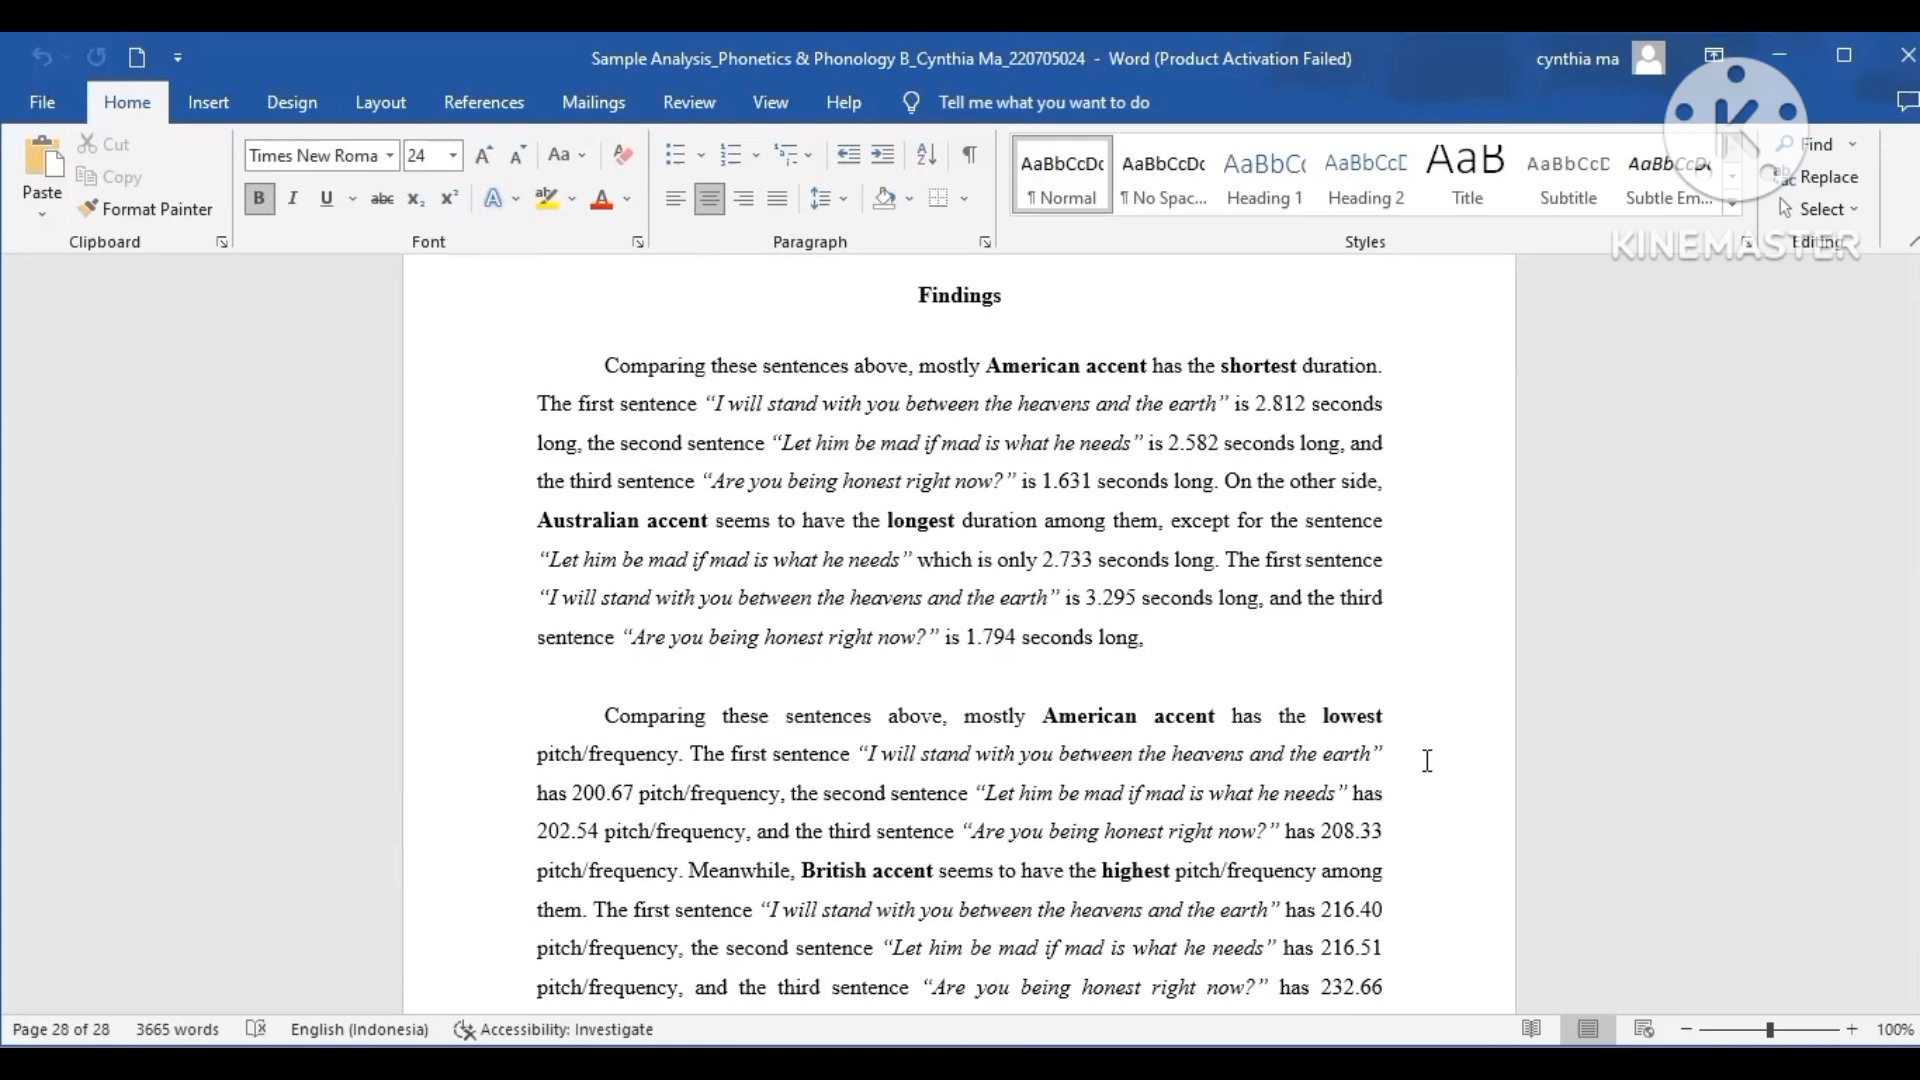 Sample Analysis_Phonetics & Phonology B_Cynthia Ma_220705024 - Word (Product Activation Failed)
cynthia ma
File Home Insert Design Layout References Mailings Review View Help Tell me what you want to do
Paste
Cut
Copy
Format Painter
Clipboard
Times New Roma 24
Font
Paragraph
AaBbCcDc AaBbCcDc AaBbC( AaBbCcD AaB AaBbCcD AaBbCcDt
¶ Normal ¶ No Spac... Heading 1 Heading 2 Title Subtitle Subtle Em...
Styles
Find
Replace
Select
Editing
KINEMASTER
Findings
Comparing these sentences above, mostly American accent has the shortest duration.
The first sentence “I will stand with you between the heavens and the earth” is 2.812 seconds
long, the second sentence “Let him be mad if mad is what he needs” is 2.582 seconds long, and
the third sentence “Are you being honest right now?” is 1.631 seconds long. On the other side,
Australian accent seems to have the longest duration among them, except for the sentence
“Let him be mad if mad is what he needs” which is only 2.733 seconds long. The first sentence
“I will stand with you between the heavens and the earth” is 3.295 seconds long, and the third
sentence “Are you being honest right now?” is 1.794 seconds long,
Comparing these sentences above, mostly American accent has the lowest
pitch/frequency. The first sentence “I will stand with you between the heavens and the earth”
has 200.67 pitch/frequency, the second sentence “Let him be mad if mad is what he needs” has
202.54 pitch/frequency, and the third sentence “Are you being honest right now?” has 208.33
pitch/frequency. Meanwhile, British accent seems to have the highest pitch/frequency among
them. The first sentence “I will stand with you between the heavens and the earth” has 216.40
pitch/frequency, the second sentence “Let him be mad if mad is what he needs” has 216.51
pitch/frequency, and the third sentence “Are you being honest right now?” has 232.66
Page 28 of 28 3665 words English (Indonesia) Accessibility: Investigate 100%